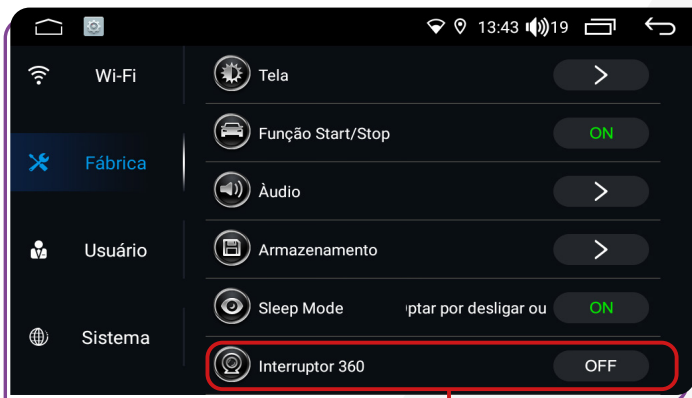 13:43 19
Wi-Fi
Fábrica
Usuário
Sistema
Tela
Função Start/Stop ON
Àudio
Armazenamento
Sleep Mode ptar por desligar ou ON
Interruptor 360 OFF